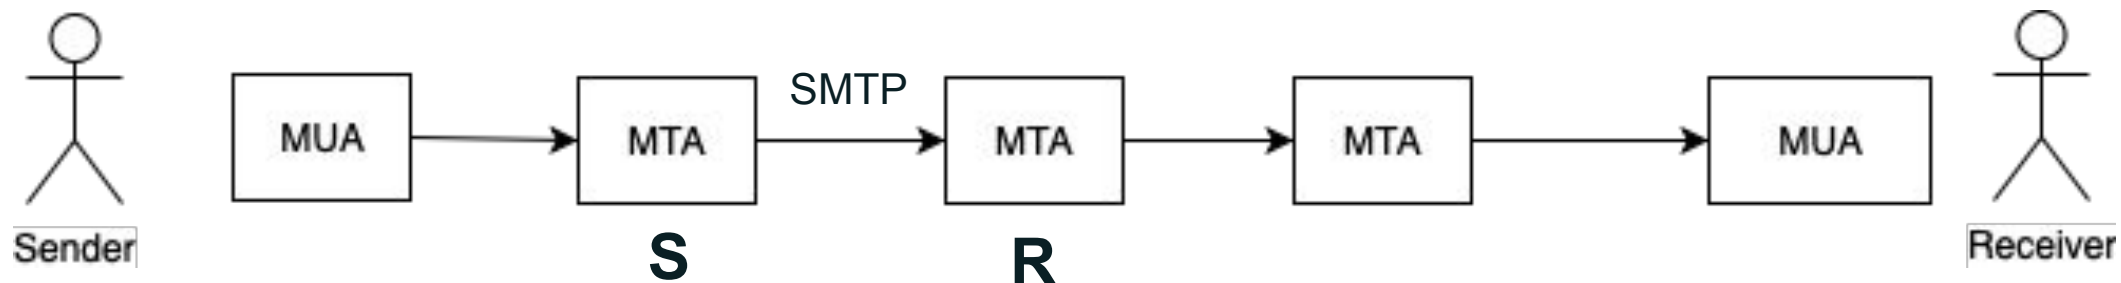 SMTP
MUA
MTA
MTA
MTA
MUA
Sender
S
R
Receiver